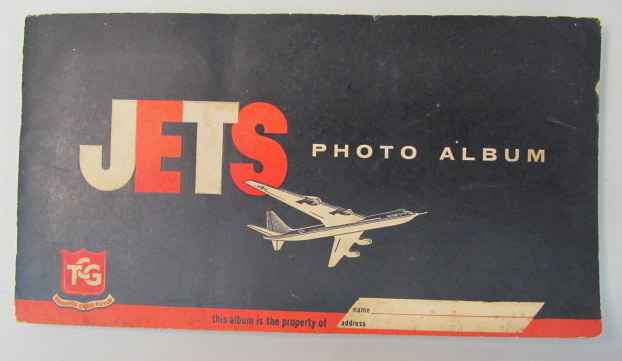 JETS PHOTO ALBUM
TCG
this album is the property of
name
address